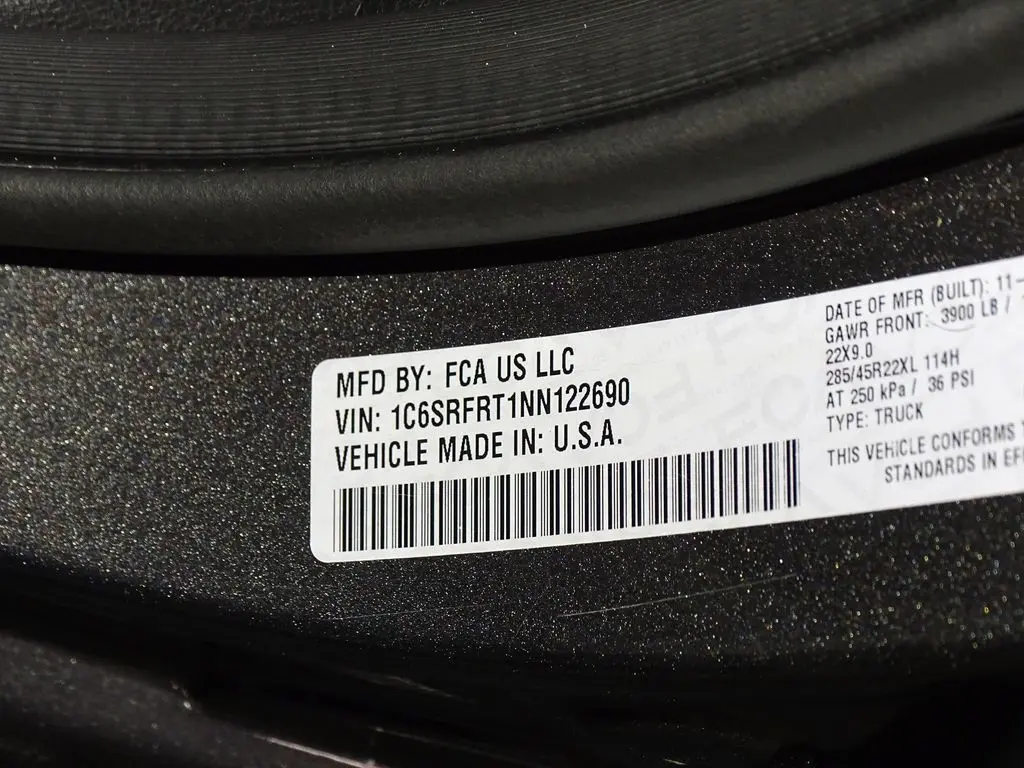 MFD BY: FCA US LLC
VIN: 1C6SRFRT1NN122690
VEHICLE MADE IN: U.S.A.
DATE OF MFR (BUILT): 11-
GAWR FRONT: 3900 LB /
22X9.0
285/45R22XL 114H
AT 250 kPa / 36 PSI
TYPE: TRUCK
THIS VEHICLE CONFORMS
STANDARDS IN